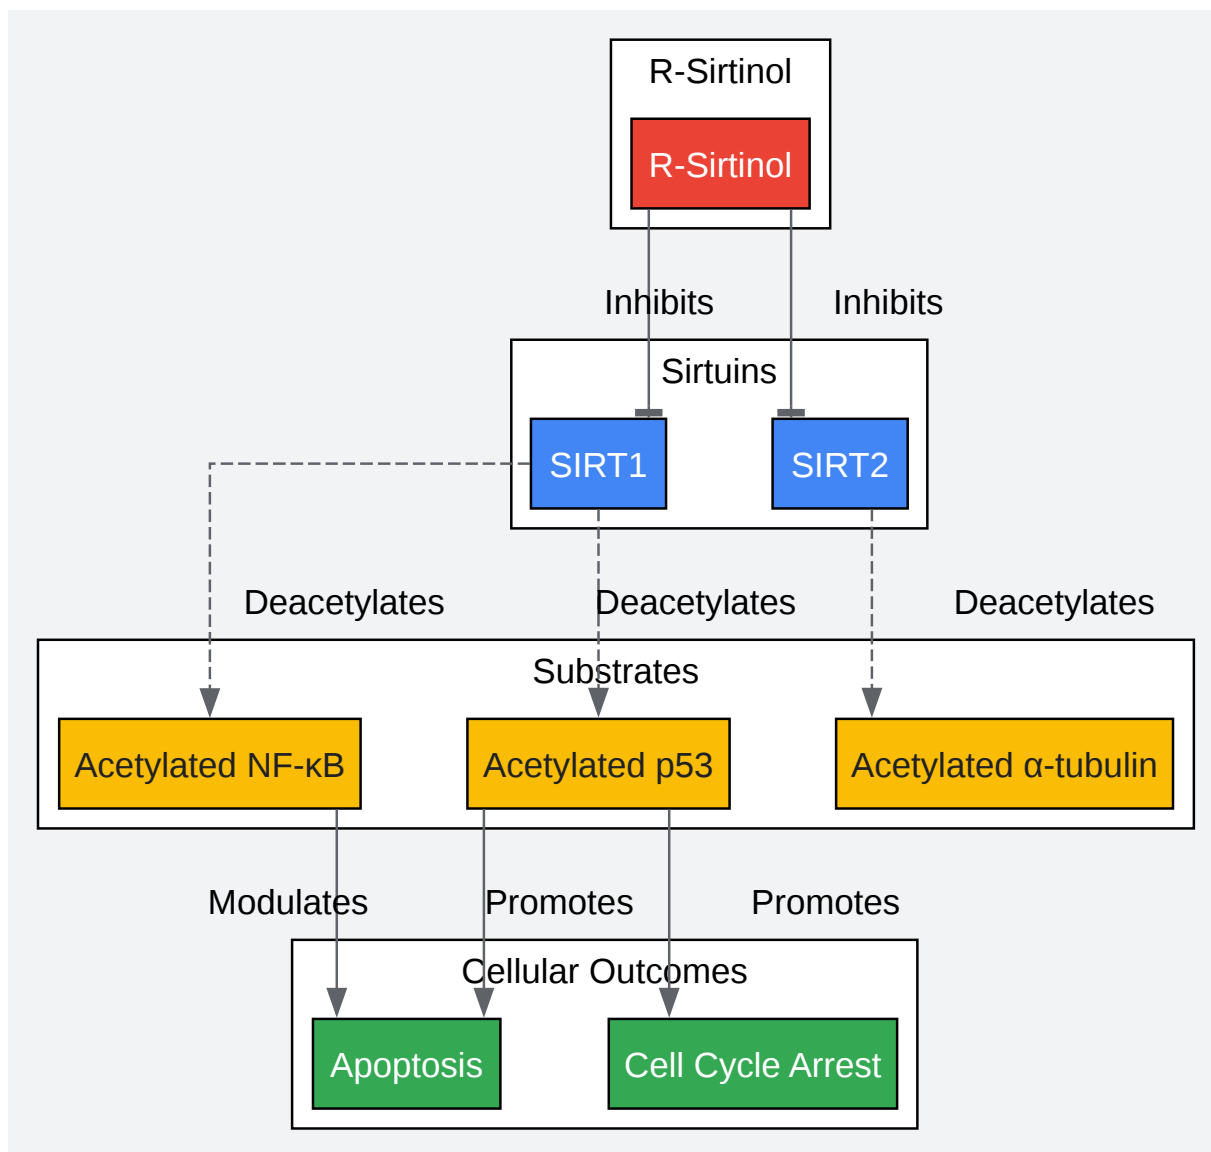 R-Sirtinol
R-Sirtinol
Inhibits
Inhibits
Sirtuins
SIRT1
SIRT2
Deacetylates
Deacetylates
Deacetylates
Substrates
Acetylated NF-κB
Acetylated p53
Acetylated α-tubulin
Modulates
Promotes
Promotes
Cellular Outcomes
Apoptosis
Cell Cycle Arrest